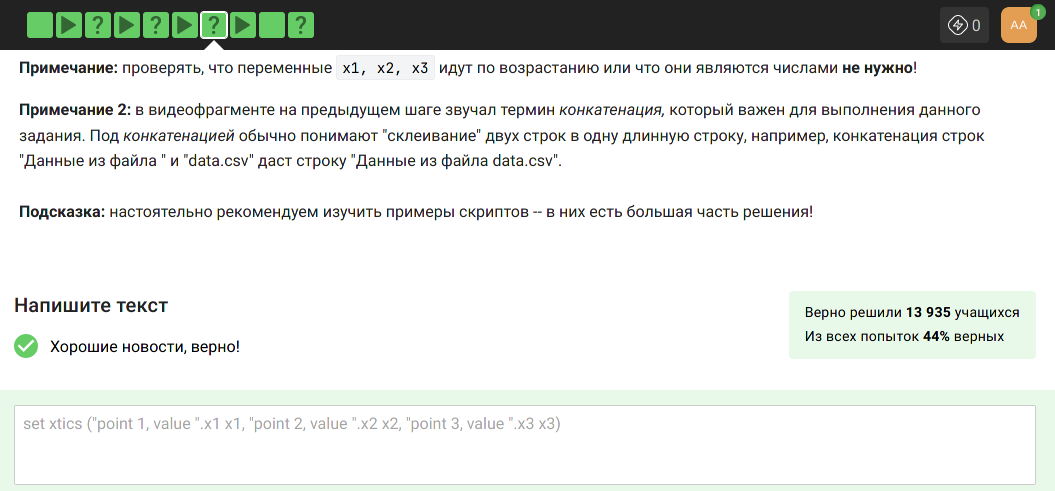 ? ? ? ?
0
AA
1
Примечание: проверять, что переменные x1, x2, x3 идут по возрастанию или что они являются числами не нужно!
Примечание 2: в видеофрагменте на предыдущем шаге звучал термин конкатенация, который важен для выполнения данного
задания. Под конкатенацией обычно понимают "склеивание" двух строк в одну длинную строку, например, конкатенация строк
"Данные из файла " и "data.csv" даст строку "Данные из файла data.csv".
Подсказка: настоятельно рекомендуем изучить примеры скриптов -- в них есть большая часть решения!
Напишите текст
Верно решили 13 935 учащихся
Из всех попыток 44% верных
Хорошие новости, верно!
set xtics ("point 1, value ".x1 x1, "point 2, value ".x2 x2, "point 3, value ".x3 x3)